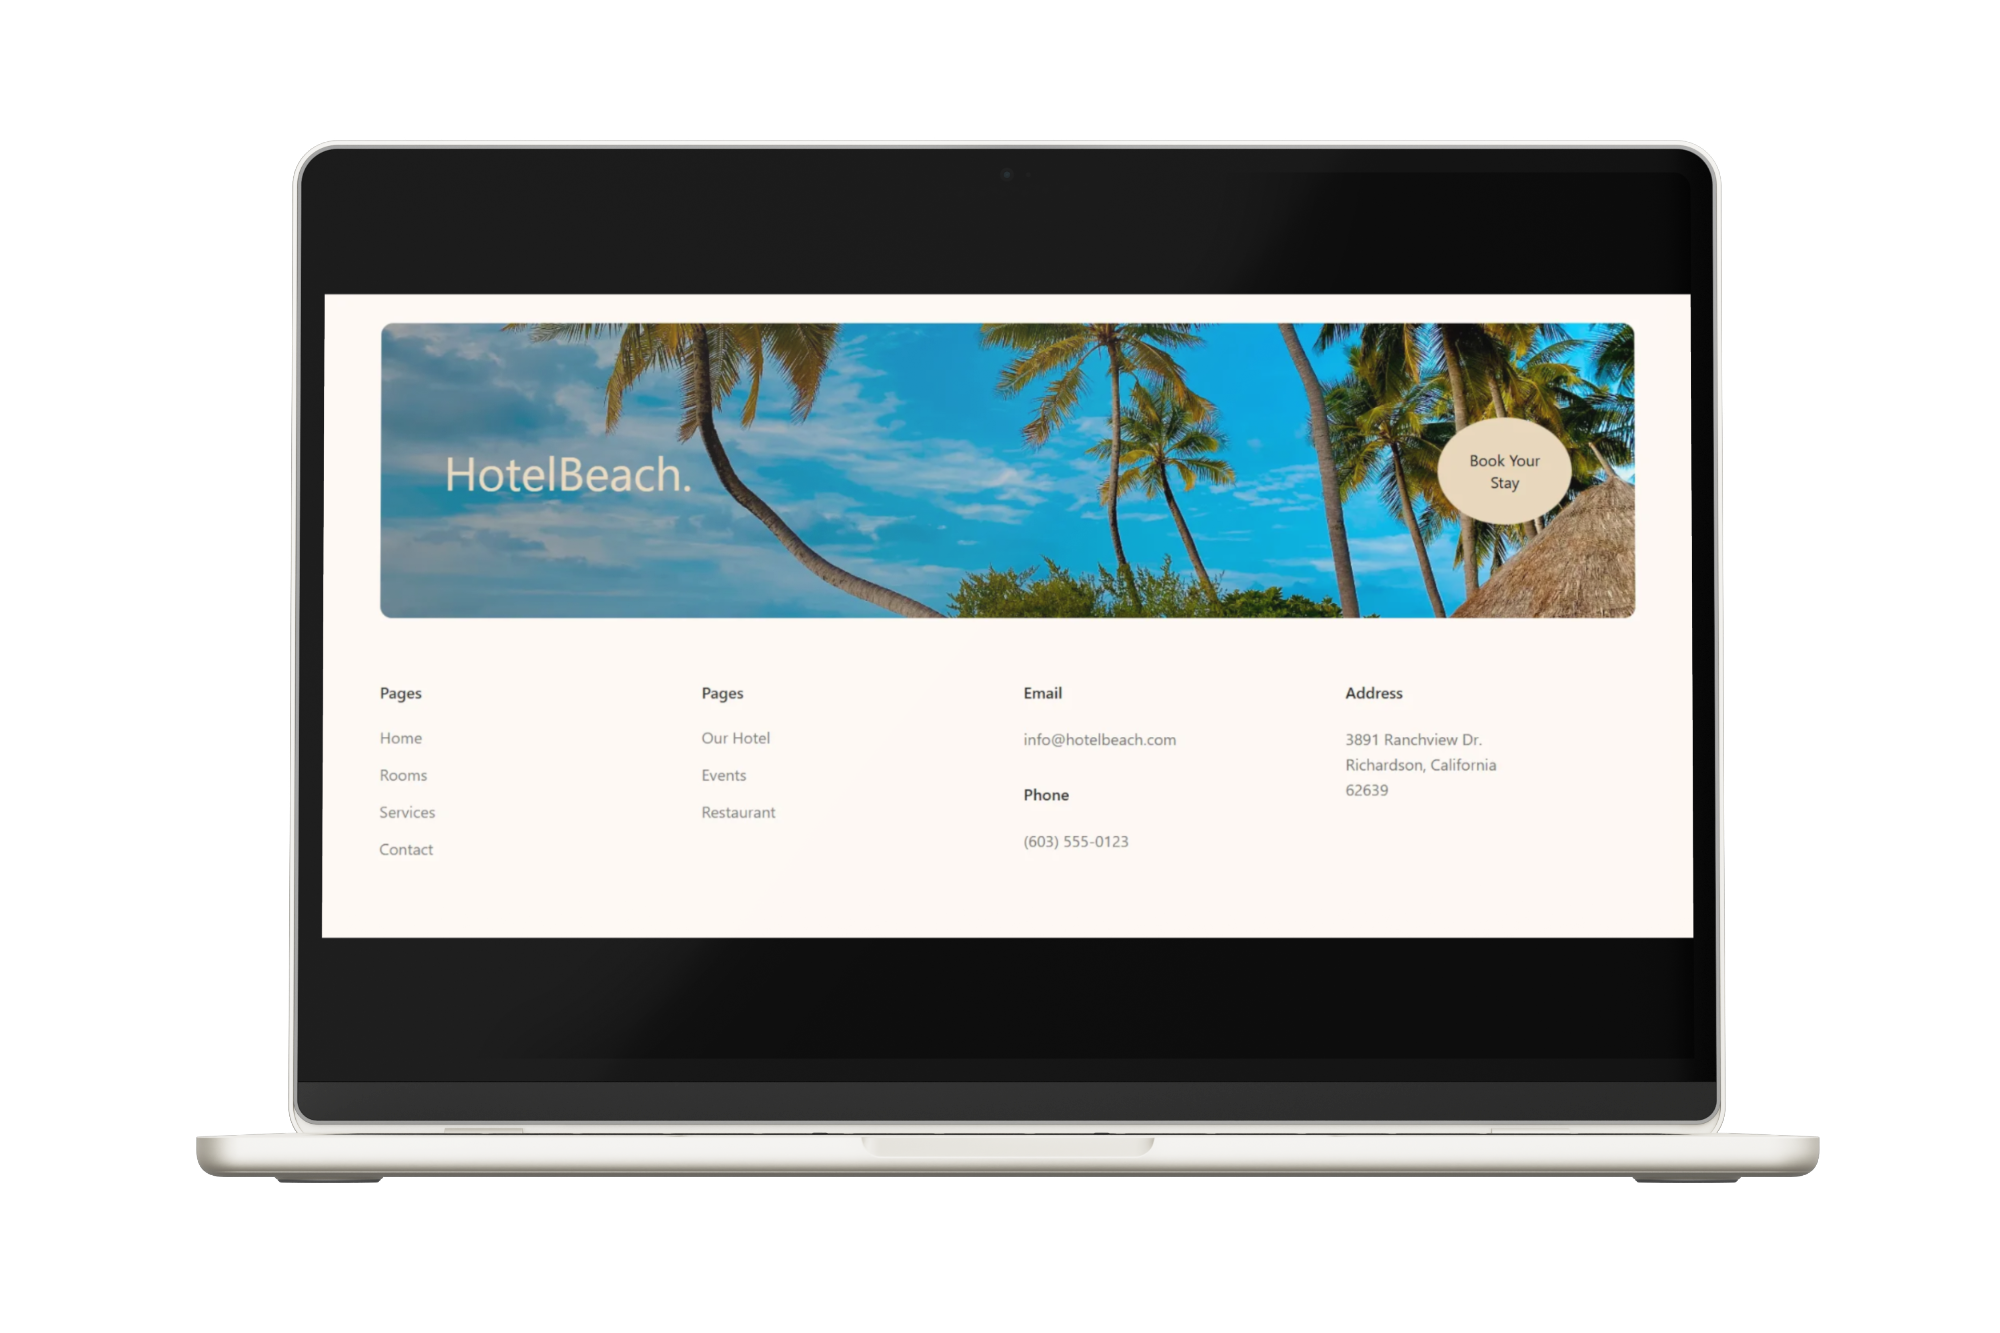 HotelBeach.
Book Your
Stay
Pages
Home
Rooms
Services
Contact
Pages
Our Hotel
Events
Restaurant
Email
info@hotelbeach.com
Phone
(603) 555-0123
Address
3891 Ranchview Dr.
Richardson, California
62639